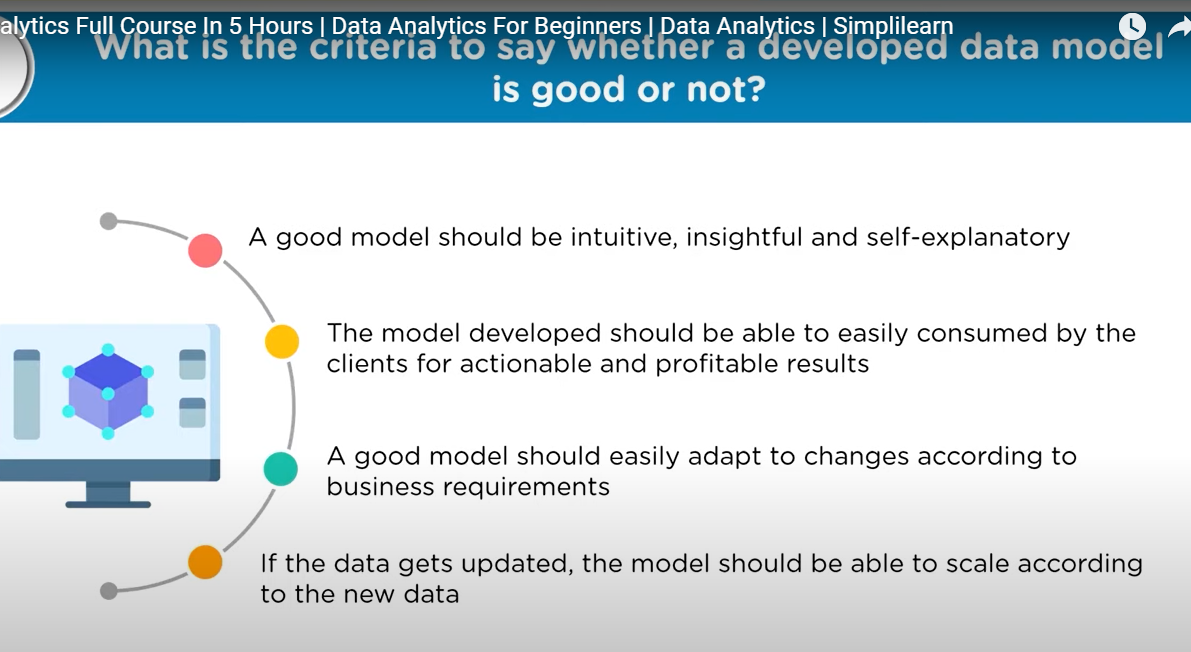 alytics Full Course In 5 Hours | Data Analytics For Beginners | Data Analytics | Simplilearn
What is the criteria to say whether a developed data model
is good or not?
A good model should be intuitive, insightful and self-explanatory
The model developed should be able to easily consumed by the
clients for actionable and profitable results
A good model should easily adapt to changes according to
business requirements
If the data gets updated, the model should be able to scale according
to the new data